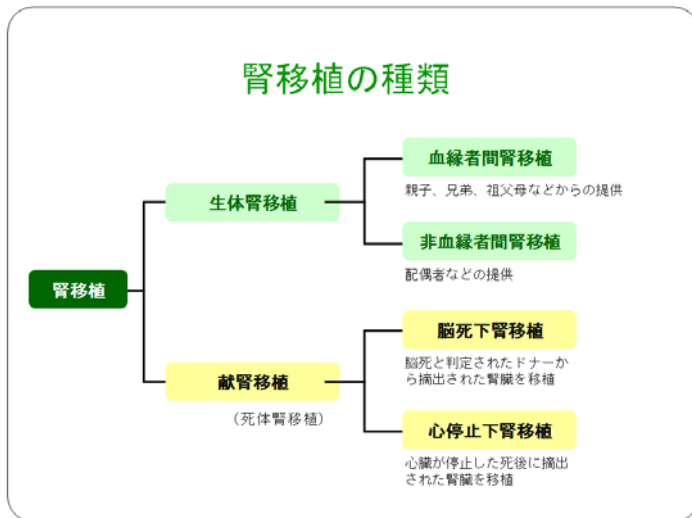 腎移植の種類
血縁者間腎移植
親子、兄弟、祖父母などからの提供
生体腎移植
非血縁者間腎移植
配偶者などの提供
腎移植
脳死下腎移植
脳死と判定されたドナーか
ら摘出された腎臓を移植
献腎移植
（死体腎移植）
心停止下腎移植
心臓が停止した死後に摘出
された腎臓を移植